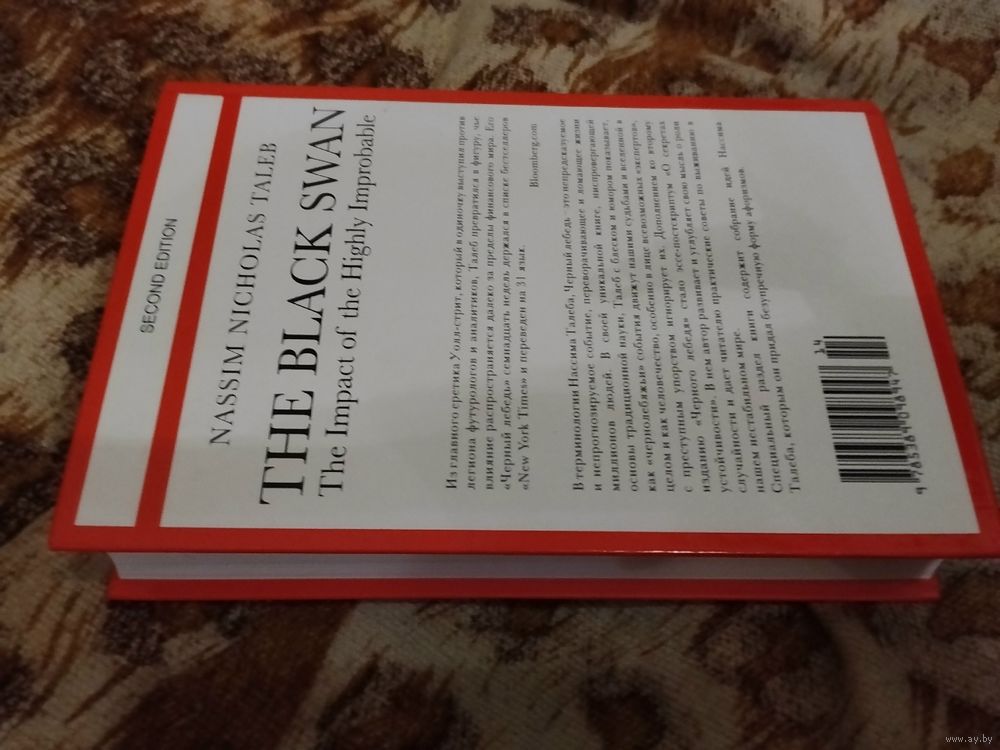 SECOND EDITION
NASSIM NICHOLAS TALEB
THE BLACK SWAN
The Impact of the Highly Improbable
Из главного еретика Уолл-стрит, который в одиночку выступил против
легиона футурологов и аналитиков, Талеб превратился в фигуру, чье
влияние распространяется далеко за пределы финансового мира. Его
«Черный лебедь» семнадцать недель держался в списке бестселлеров
«New York Times» и переведен на 31 язык.
Bloomberg.com
В терминологии Нассима Талеба, Черный лебедь - это непредсказуемое
и непрогнозируемое событие, переворачивающее и ломающее жизни
миллионов людей. В своей уникальной книге, ниспровергающей
основы традиционной науки, Талеб с блеском и юмором показывает,
как «чернолебяжьи» события движут нашими судьбами и вселенной в
целом и как человечество, особенно в лице всевозможных «экспертов»,
с преступным упорством игнорирует их. Дополнением ко второму
изданию «Черного лебедя» стало эссе-постскриптум «О секретах
устойчивости». В нем автор развивает и углубляет свою мысль о роли
случайности и дает читателю практические советы по выживанию в
нашем нестабильном мире.
Специальный раздел книги содержит собрание идей Нассима
Талеба, которым он придал безупречную форму афоризмов.
14
9 785389 098947
www.ay.by